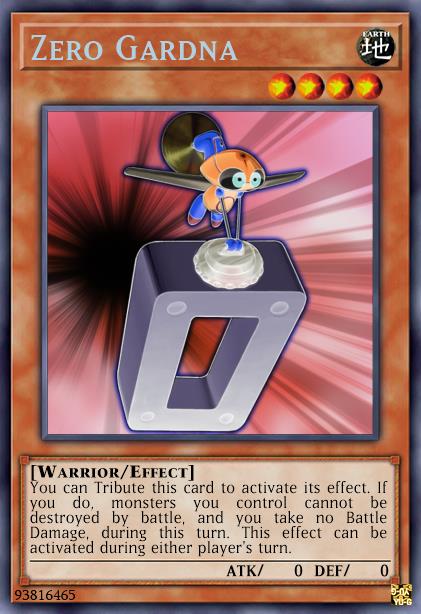 Zero Gardna
EARTH
地
[Warrior/Effect]
You can Tribute this card to activate its effect. If
you do, monsters you control cannot be
destroyed by battle, and you take no Battle
Damage, during this turn. This effect can be
activated during either player's turn.
ATK/ 0 DEF/ 0
93816465